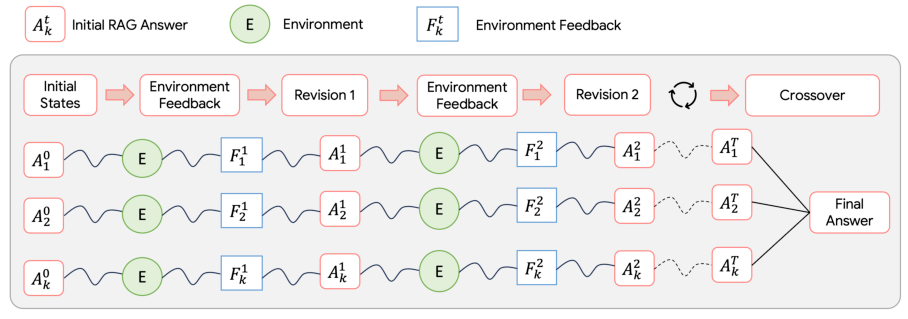 A_k^t Initial RAG Answer E Environment F_k^t Environment Feedback
Initial States
Environment Feedback
Revision 1
Environment Feedback
Revision 2
Crossover
A_1^0 E F_1^1 A_1^1 E F_1^2 A_1^2 A_1^T
A_2^0 E F_2^1 A_2^1 E F_2^2 A_2^2 A_2^T
Final Answer
A_k^0 E F_k^1 A_k^1 E F_k^2 A_k^2 A_k^T